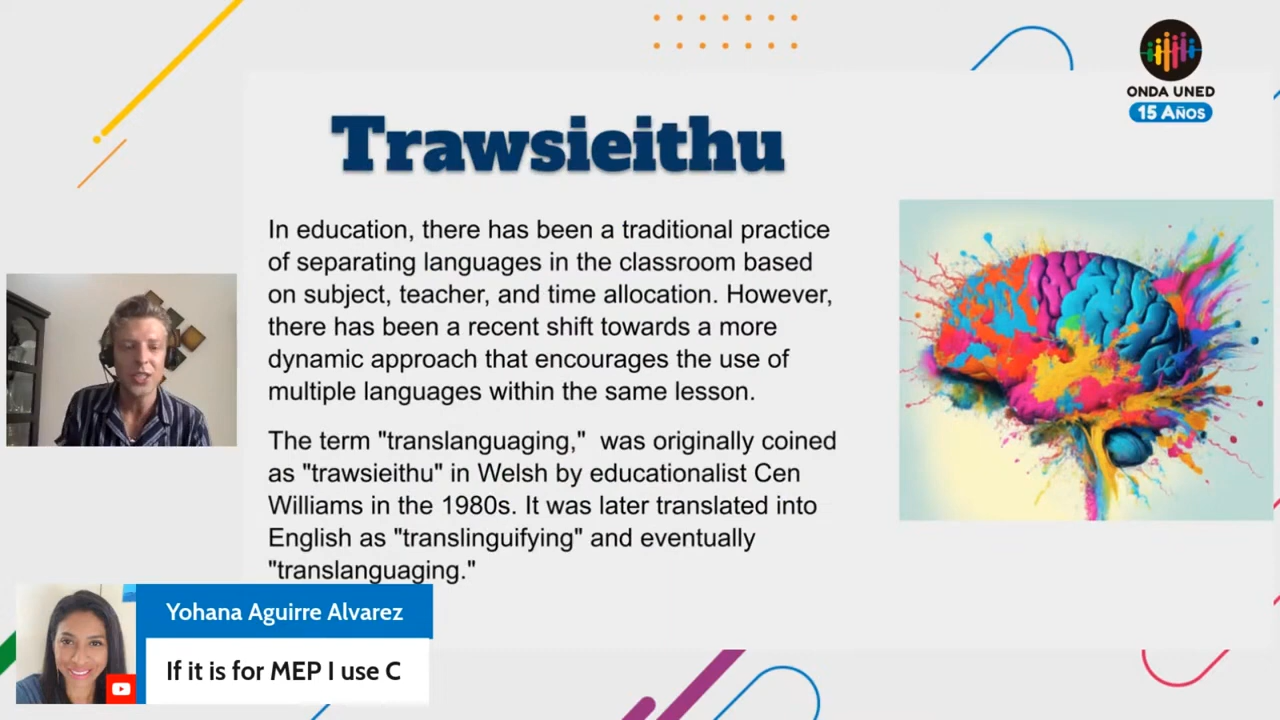 ONDA UNED
15 AÑOS
Trawsieithu
In education, there has been a traditional practice
of separating languages in the classroom based
on subject, teacher, and time allocation. However,
there has been a recent shift towards a more
dynamic approach that encourages the use of
multiple languages within the same lesson.
The term "translanguaging,"  was originally coined
as "trawsieithu" in Welsh by educationalist Cen
Williams in the 1980s. It was later translated into
English as "translinguifying" and eventually
"translanguaging."
Yohana Aguirre Alvarez
If it is for MEP I use C